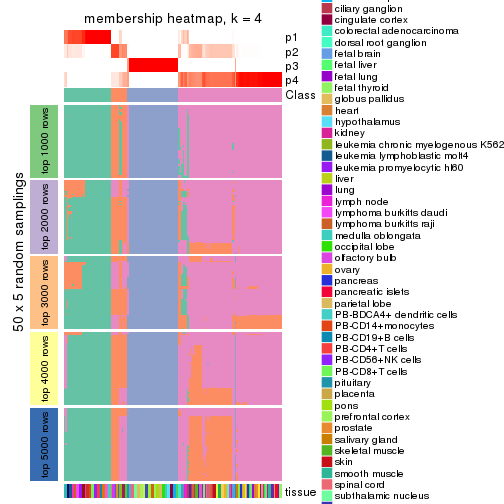 membership heatmap, k = 4
p1
p2
p3
p4
Class
50 x 5 random samplings
top 1000 rows
top 2000 rows
top 3000 rows
top 4000 rows
top 5000 rows
tissue
ciliary ganglion
cingulate cortex
colorectal adenocarcinoma
dorsal root ganglion
fetal brain
fetal liver
fetal lung
fetal thyroid
globus pallidus
heart
hypothalamus
kidney
leukemia chronic myelogenous K562
leukemia lymphoblastic molt4
leukemia promyelocytic hl60
liver
lung
lymph node
lymphoma burkitts daudi
lymphoma burkitts raji
medulla oblongata
occipital lobe
olfactory bulb
ovary
pancreas
pancreatic islets
parietal lobe
PB-BDCA4+ dendritic cells
PB-CD14+monocytes
PB-CD19+B cells
PB-CD4+T cells
PB-CD56+NK cells
PB-CD8+T cells
pituitary
placenta
pons
prefrontal cortex
prostate
salivary gland
skeletal muscle
skin
smooth muscle
spinal cord
subthalamic nucleus